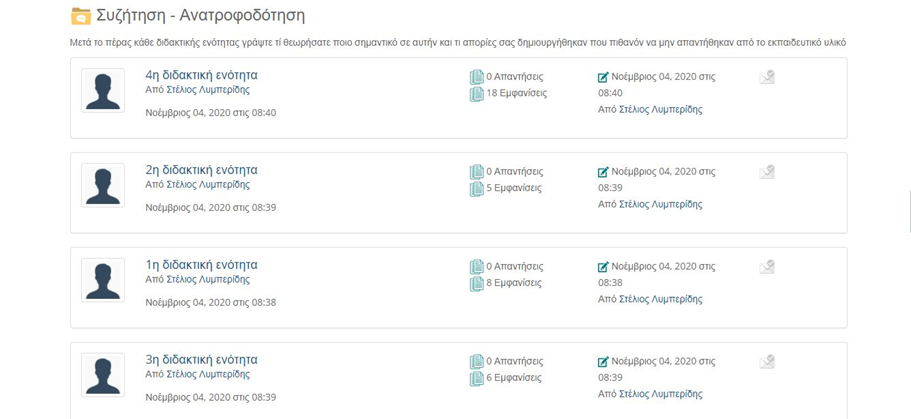 Συζήτηση - Ανατροφοδότηση
Μετά το πέρας κάθε διδακτικής ενότητας γράψτε τί θεωρήσατε ποιο σημαντικό σε αυτήν και τι απορίες σας δημιουργήθηκαν που πιθανόν να μην απαντήθηκαν από το εκπαιδευτικό υλικό
4η διδακτική ενότητα
Από Στέλιος Λυμπερίδης
Νοέμβριος 04, 2020 στις 08:40
0 Απαντήσεις
18 Εμφανίσεις
Νοέμβριος 04, 2020 στις
08:40
Από Στέλιος Λυμπερίδης
2η διδακτική ενότητα
Από Στέλιος Λυμπερίδης
Νοέμβριος 04, 2020 στις 08:39
0 Απαντήσεις
5 Εμφανίσεις
Νοέμβριος 04, 2020 στις
08:39
Από Στέλιος Λυμπερίδης
1η διδακτική ενότητα
Από Στέλιος Λυμπερίδης
Νοέμβριος 04, 2020 στις 08:38
0 Απαντήσεις
8 Εμφανίσεις
Νοέμβριος 04, 2020 στις
08:38
Από Στέλιος Λυμπερίδης
3η διδακτική ενότητα
Από Στέλιος Λυμπερίδης
Νοέμβριος 04, 2020 στις 08:39
0 Απαντήσεις
6 Εμφανίσεις
Νοέμβριος 04, 2020 στις
08:39
Από Στέλιος Λυμπερίδης